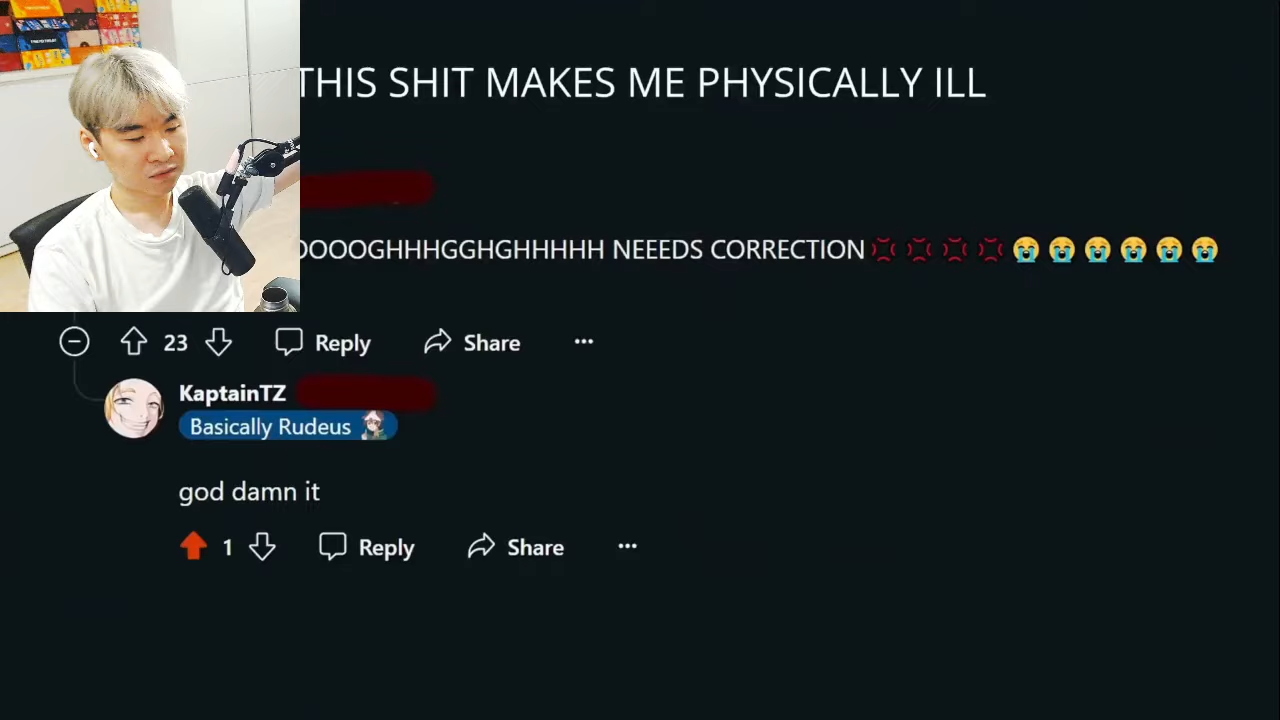 THIS SHIT MAKES ME PHYSICALLY ILL
OOOOGHHHGGHGHHHHH NEEEDS CORRECTION💢 💢 💢 💢 😭 😭 😭 😭 😭 😭
23 Reply Share ...
KaptainTZ
Basically Rudeus
god damn it
1 Reply Share ...